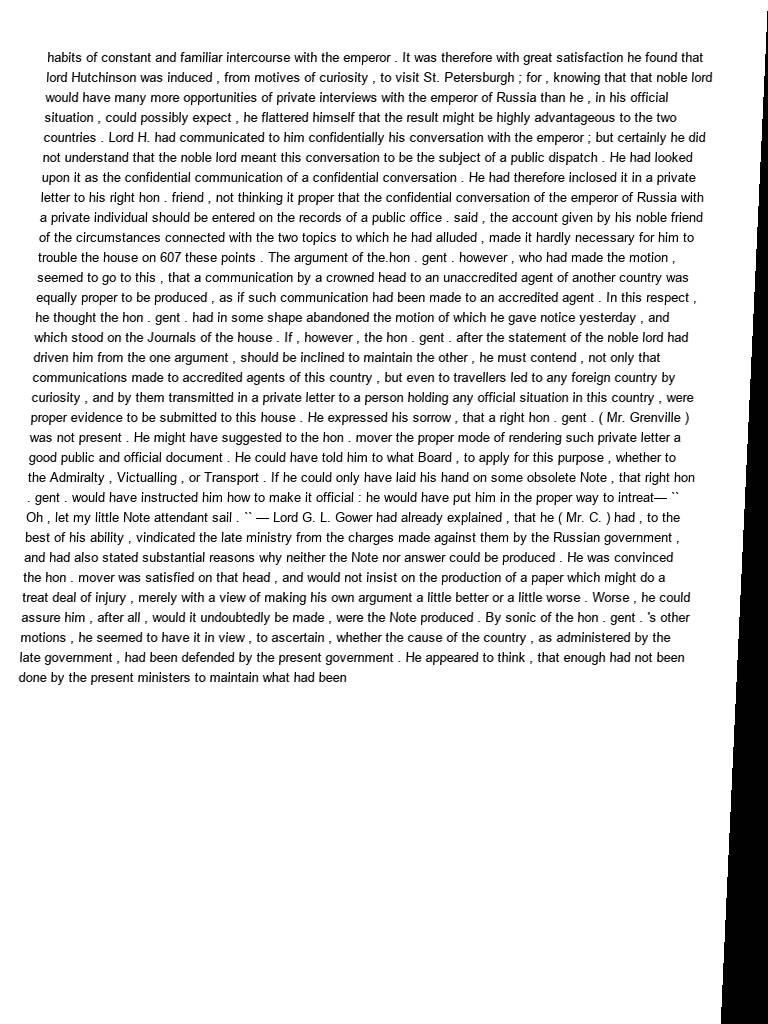 habits of constant and familiar intercourse with the emperor . It was therefore with great satisfaction he found that
lord Hutchinson was induced , from motives of curiosity , to visit St. Petersburgh ; for , knowing that that noble lord
would have many more opportunities of private interviews with the emperor of Russia than he , in his official
situation , could possibly expect , he flattered himself that the result might be highly advantageous to the two
countries . Lord H. had communicated to him confidentially his conversation with the emperor ; but certainly he did
not understand that the noble lord meant this conversation to be the subject of a public dispatch . He had looked
upon it as the confidential communication of a confidential conversation . He had therefore inclosed it in a private
letter to his right hon . friend , not thinking it proper that the confidential conversation of the emperor of Russia with
a private individual should be entered on the records of a public office . said , the account given by his noble friend
of the circumstances connected with the two topics to which he had alluded , made it hardly necessary for him to
trouble the house on 607 these points . The argument of the.hon . gent . however , who had made the motion ,
seemed to go to this , that a communication by a crowned head to an unaccredited agent of another country was
equally proper to be produced , as if such communication had been made to an accredited agent . In this respect ,
he thought the hon . gent . had in some shape abandoned the motion of which he gave notice yesterday , and
which stood on the Journals of the house . If , however , the hon . gent . after the statement of the noble lord had
driven him from the one argument , should be inclined to maintain the other , he must contend , not only that
communications made to accredited agents of this country , but even to travellers led to any foreign country by
curiosity , and by them transmitted in a private letter to a person holding any official situation in this country , were
proper evidence to be submitted to this house . He expressed his sorrow , that a right hon . gent . ( Mr. Grenville )
was not present . He might have suggested to the hon . mover the proper mode of rendering such private letter a
good public and official document . He could have told him to what Board , to apply for this purpose , whether to
the Admiralty , Victualling , or Transport . If he could only have laid his hand on some obsolete Note , that right hon
. gent . would have instructed him how to make it official : he would have put him in the proper way to intreat— ``
Oh , let my little Note attendant sail . `` — Lord G. L. Gower had already explained , that he ( Mr. C. ) had , to the
best of his ability , vindicated the late ministry from the charges made against them by the Russian government ,
and had also stated substantial reasons why neither the Note nor answer could be produced . He was convinced
the hon . mover was satisfied on that head , and would not insist on the production of a paper which might do a
treat deal of injury , merely with a view of making his own argument a little better or a little worse . Worse , he could
assure him , after all , would it undoubtedly be made , were the Note produced . By sonic of the hon . gent . 's other
motions , he seemed to have it in view , to ascertain , whether the cause of the country , as administered by the
late government , had been defended by the present government . He appeared to think , that enough had not been
done by the present ministers to maintain what had been